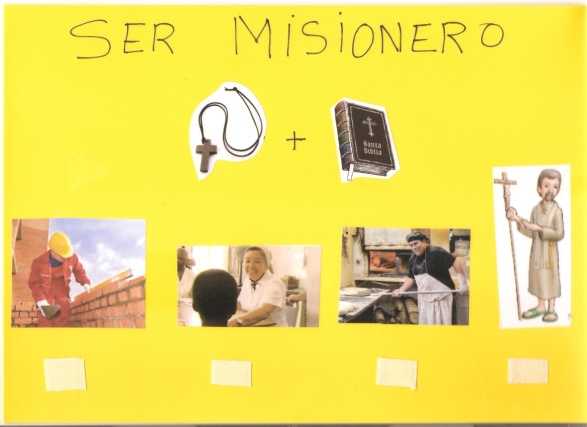 SER MISIONERO
+
Santa
Biblia